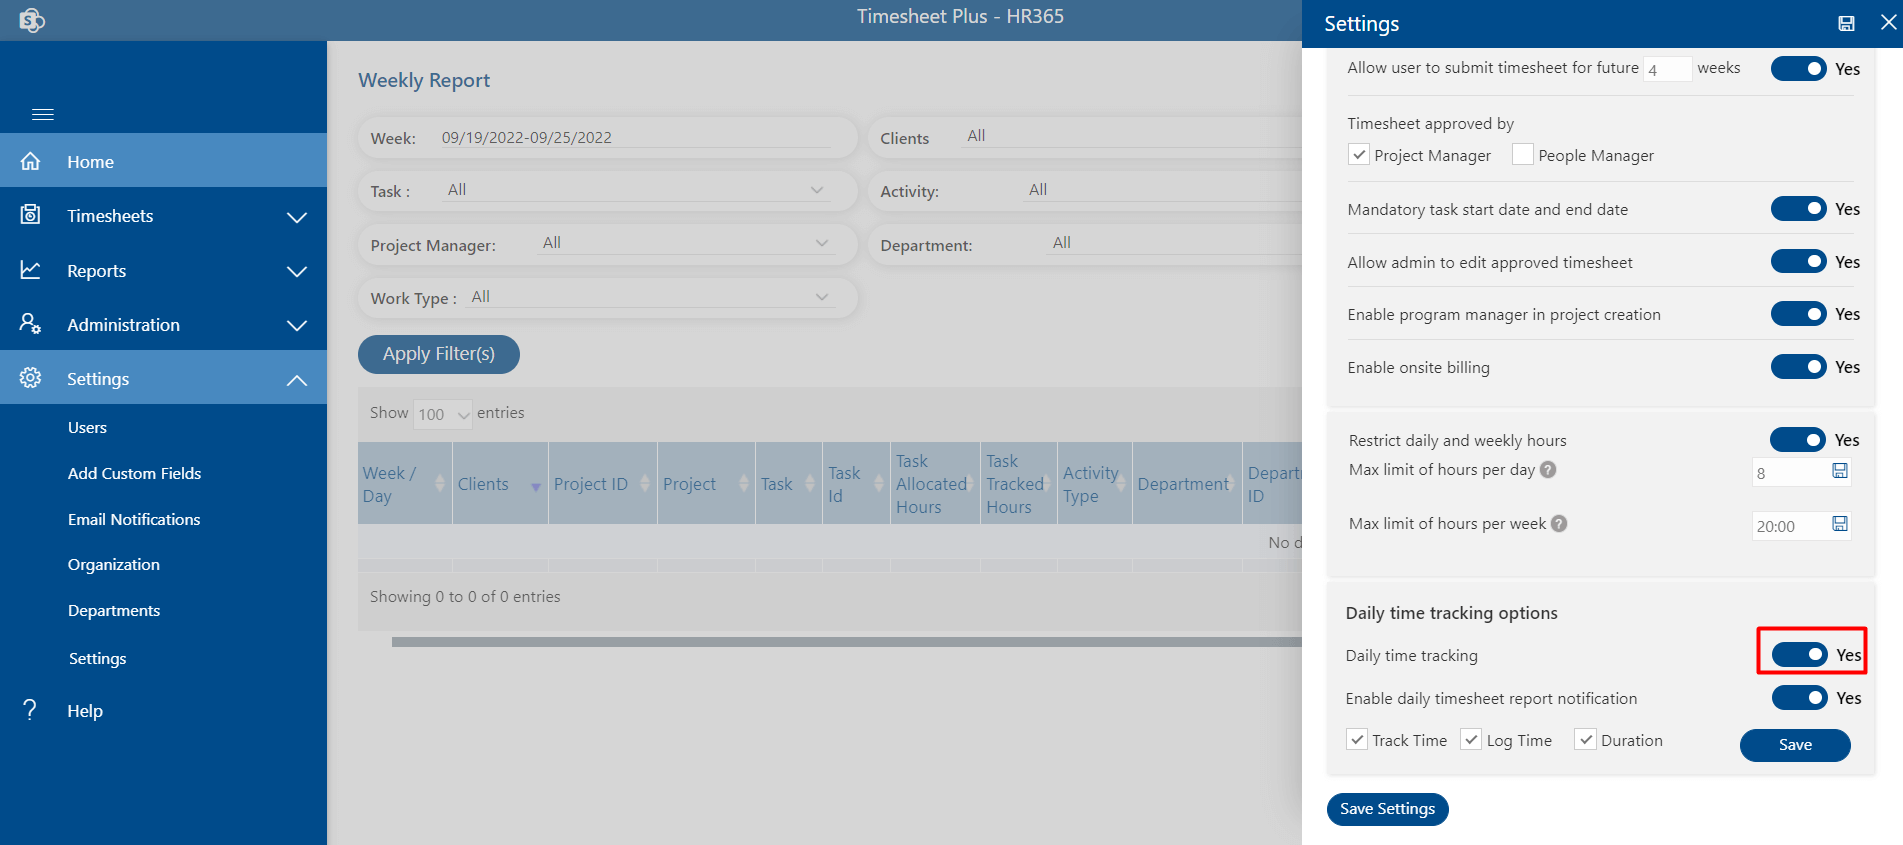 S
Timesheet Plus - HR365
Home
Timesheets
Reports
Administration
Settings
Users
Add Custom Fields
Email Notifications
Organization
Departments
Settings
? Help
Weekly Report
Week: 09/19/2022-09/25/2022
Clients All
Task : All
Activity: All
Project Manager: All
Department: All
Work Type : All
Apply Filter(s)
Show 100 entries
Week / Day
Clients
Project ID
Project
Task
Task Id
Task Allocated Hours
Task Tracked Hours
Activity Type
Department
Depart ID
No d
Showing 0 to 0 of 0 entries
Settings
Allow user to submit timesheet for future 4 weeks Yes
Timesheet approved by
Project Manager People Manager
Mandatory task start date and end date Yes
Allow admin to edit approved timesheet Yes
Enable program manager in project creation Yes
Enable onsite billing Yes
Restrict daily and weekly hours Yes
Max limit of hours per day ? 8
Max limit of hours per week ? 20:00
Daily time tracking options
Daily time tracking Yes
Enable daily timesheet report notification Yes
Track Time Log Time Duration Save
Save Settings